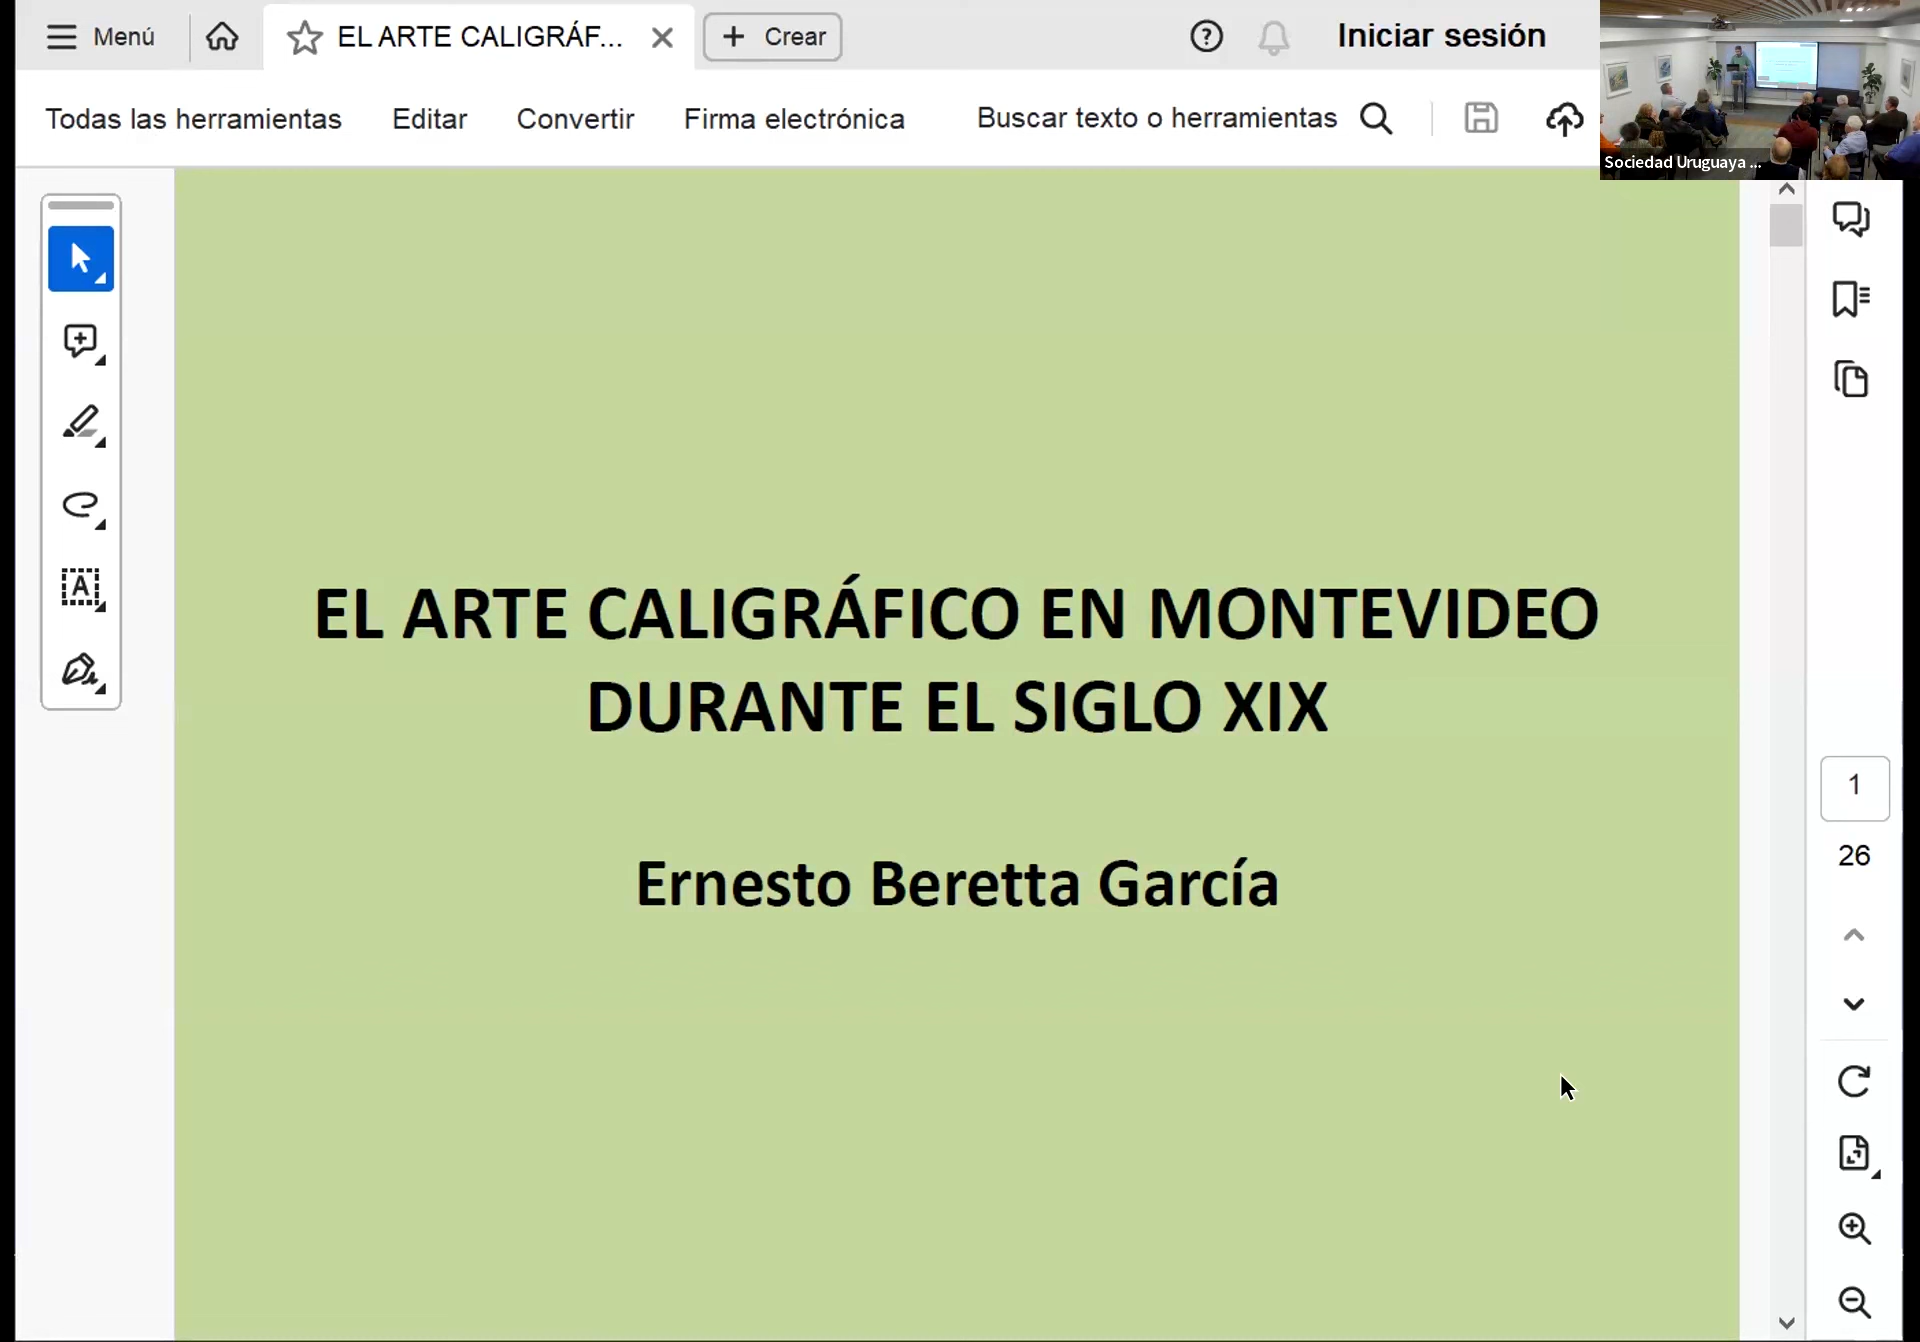 Menú
EL ARTE CALIGRÁF...
Crear
Iniciar sesión
Todas las herramientas
Editar
Convertir
Firma electrónica
Buscar texto o herramientas
Sociedad Uruguaya ...
EL ARTE CALIGRÁFICO EN MONTEVIDEO
DURANTE EL SIGLO XIX
Ernesto Beretta García
1
26